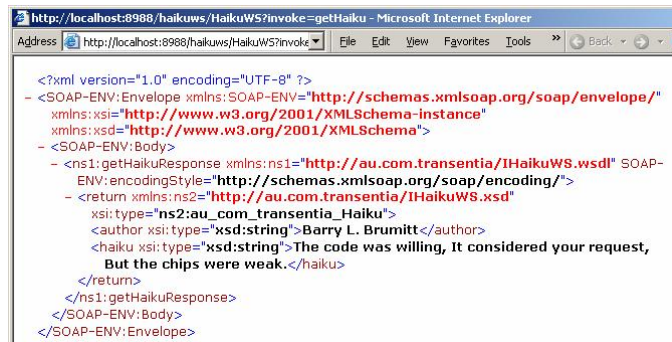 http://localhost:8988/haikuws/HaikuWS?invoke=getHaiku - Microsoft Internet Explorer
Address http://localhost:8988/haikuws/HaikuWS?invoke File Edit View Favorites Tools » Back
<?xml version="1.0" encoding="UTF-8" ?>
- <SOAP-ENV:Envelope xmlns:SOAP-ENV="http://schemas.xmlsoap.org/soap/envelope/"
xmlns:xsi="http://www.w3.org/2001/XMLSchema-instance"
xmlns:xsd="http://www.w3.org/2001/XMLSchema">
- <SOAP-ENV:Body>
- <ns1:getHaikuResponse xmlns:ns1="http://au.com.transentia/IHaikuWS.wsdl" SOAP-
ENV:encodingStyle="http://schemas.xmlsoap.org/soap/encoding/">
- <return xmlns:ns2="http://au.com.transentia/IHaikuWS.xsd"
xsi:type="ns2:au_com_transentia_Haiku">
<author xsi:type="xsd:string">Barry L. Brumitt</author>
<haiku xsi:type="xsd:string">The code was willing, It considered your request,
But the chips were weak.</haiku>
</return>
</ns1:getHaikuResponse>
</SOAP-ENV:Body>
</SOAP-ENV:Envelope>